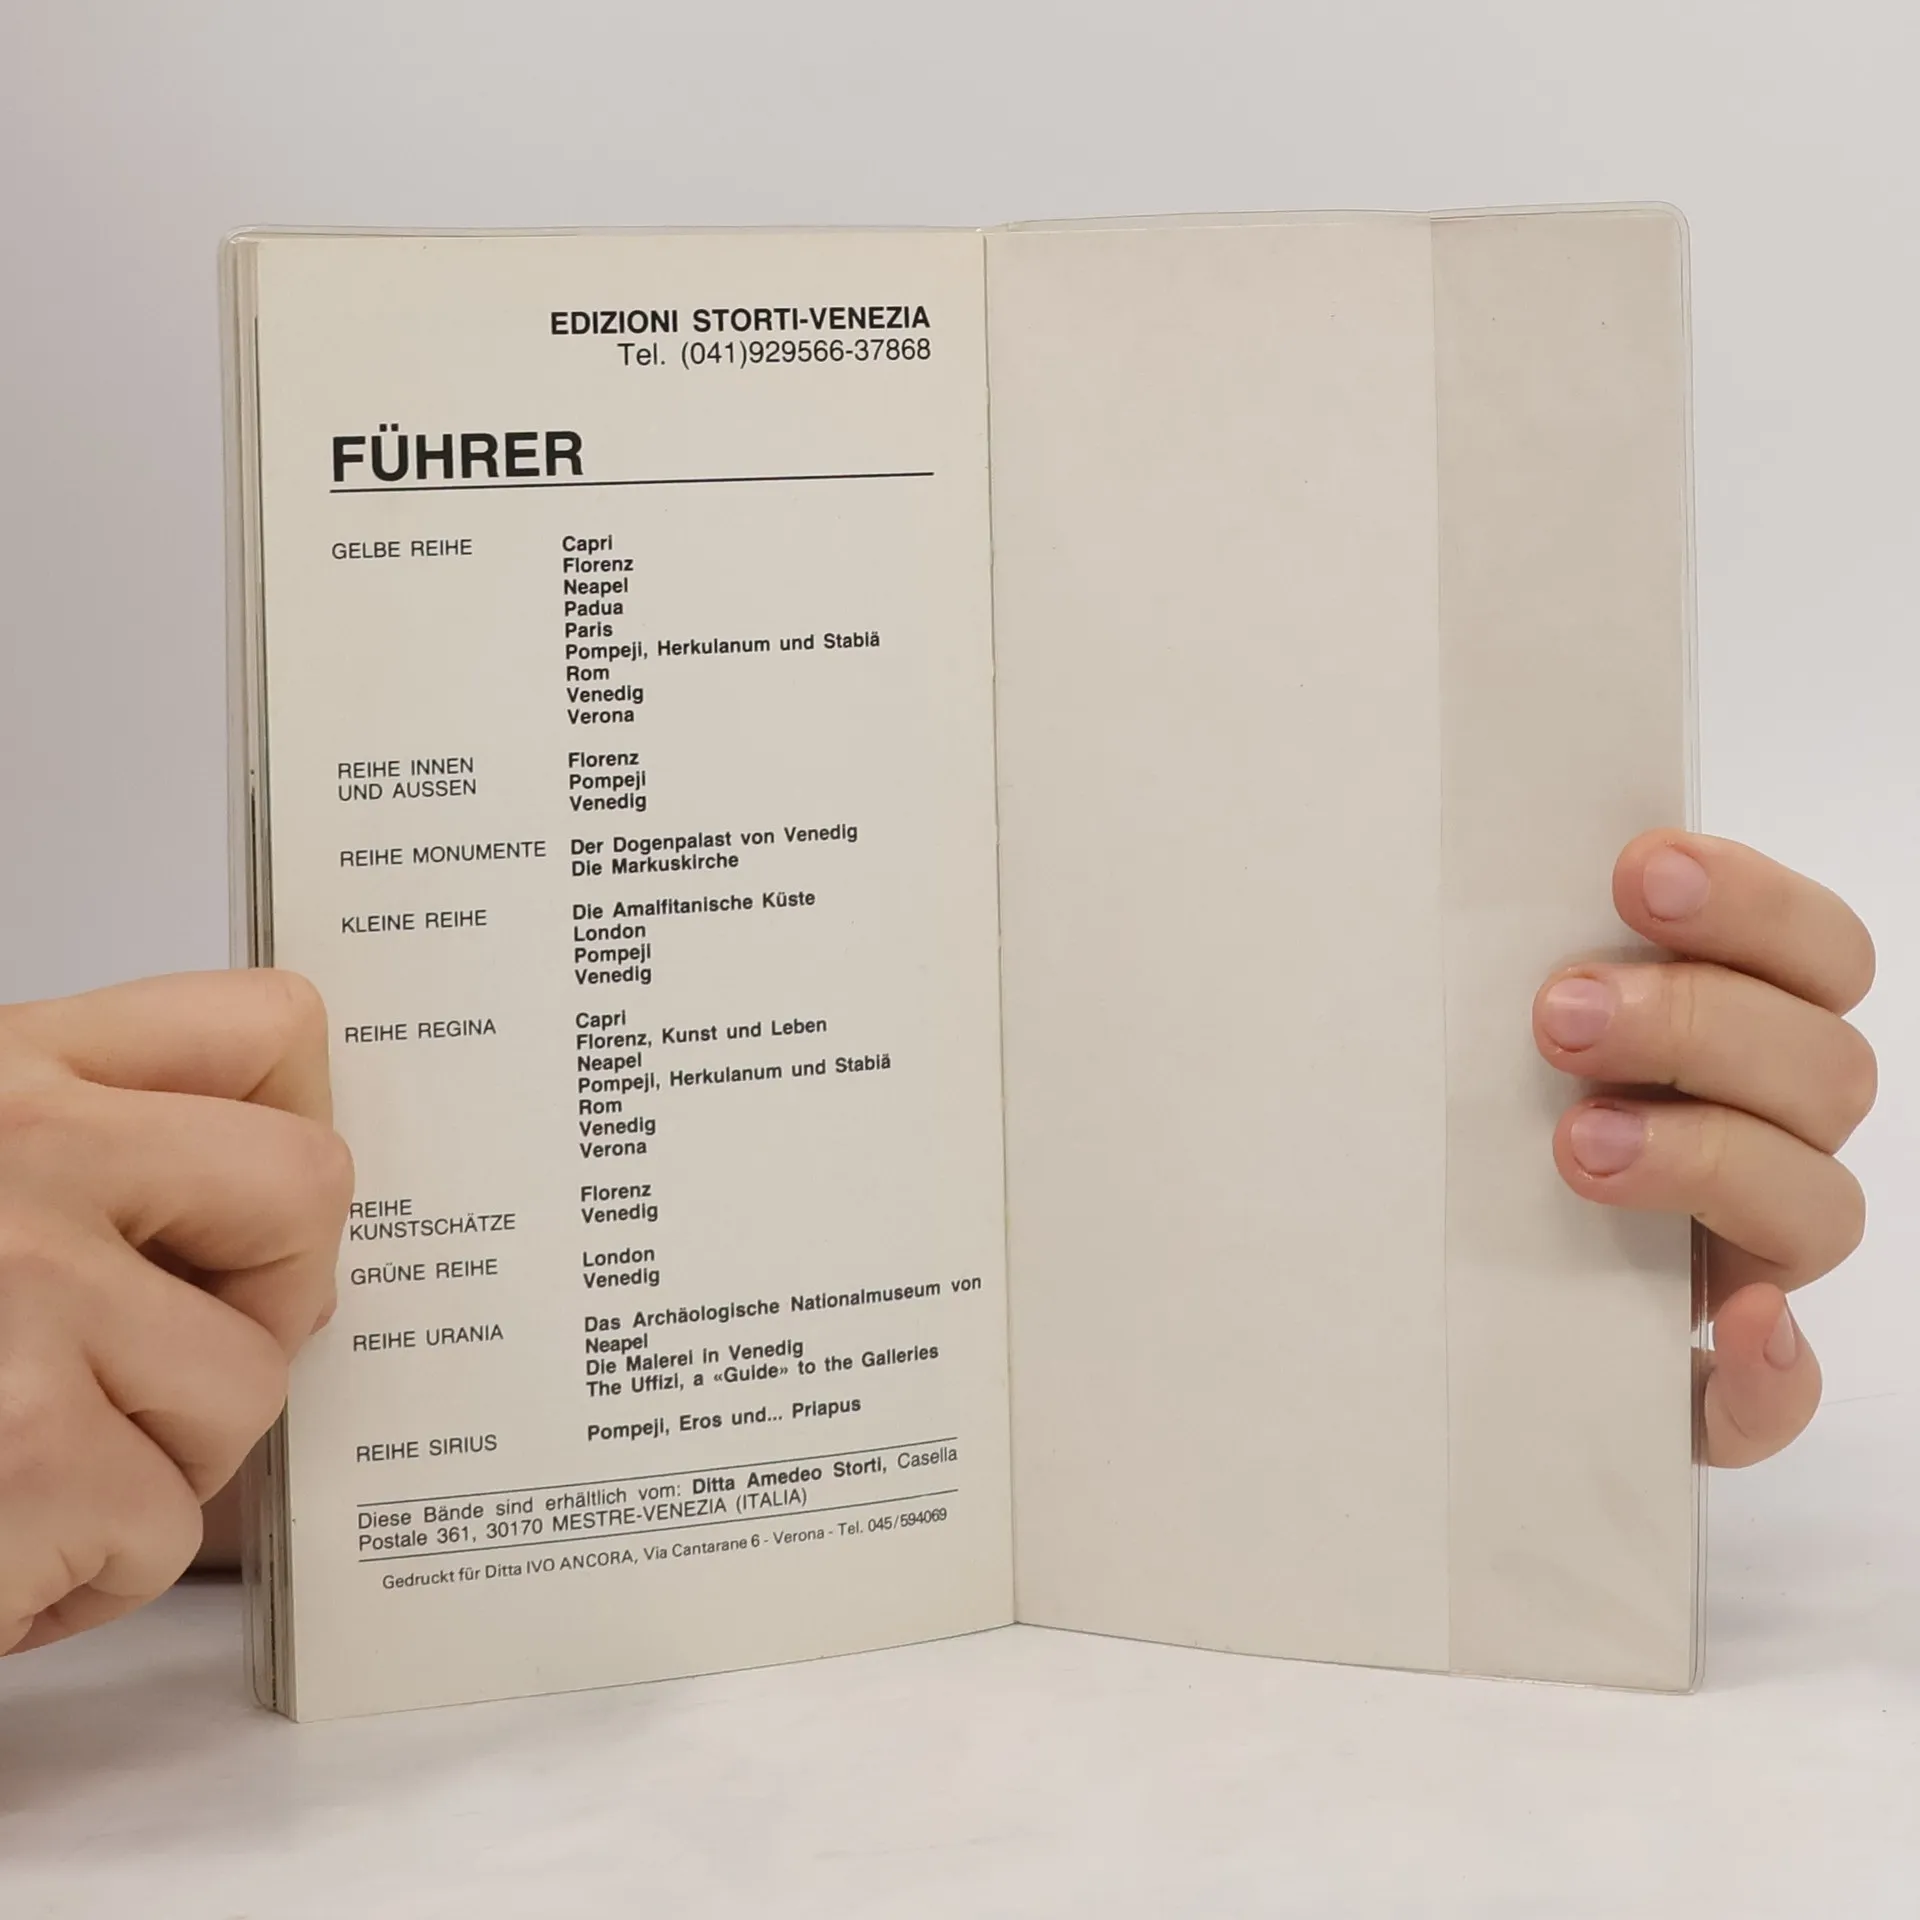 EDIZIONI STORTI-VENEZIA
Tel. (041)929566-37868
FÜHRER
GELBE REIHE Capri
Florenz
Neapel
Padua
Paris
Pompeji, Herkulanum und Stabiä
Rom
Venedig
Verona
REIHE INNEN Florenz
UND AUSSEN Pompeji
Venedig
REIHE MONUMENTE Der Dogenpalast von Venedig
Die Markuskirche
KLEINE REIHE Die Amalfitanische Küste
London
Pompeji
Venedig
REIHE REGINA Capri
Florenz, Kunst und Leben
Neapel
Pompeji, Herkulanum und Stabiä
Rom
Venedig
Verona
REIHE Florenz
KUNSTSCHÄTZE Venedig
GRÜNE REIHE London
Venedig
REIHE URANIA Das Archäologische Nationalmuseum von
Neapel
Die Malerei in Venedig
The Uffizi, a «Guide» to the Galleries
REIHE SIRIUS Pompeji, Eros und... Priapus
Diese Bände sind erhältlich vom: Ditta Amedeo Storti, Casella
Postale 361, 30170 MESTRE-VENEZIA (ITALIA)
Gedruckt für Ditta IVO ANCORA, Via Cantarane 6 - Verona - Tel. 045/594069